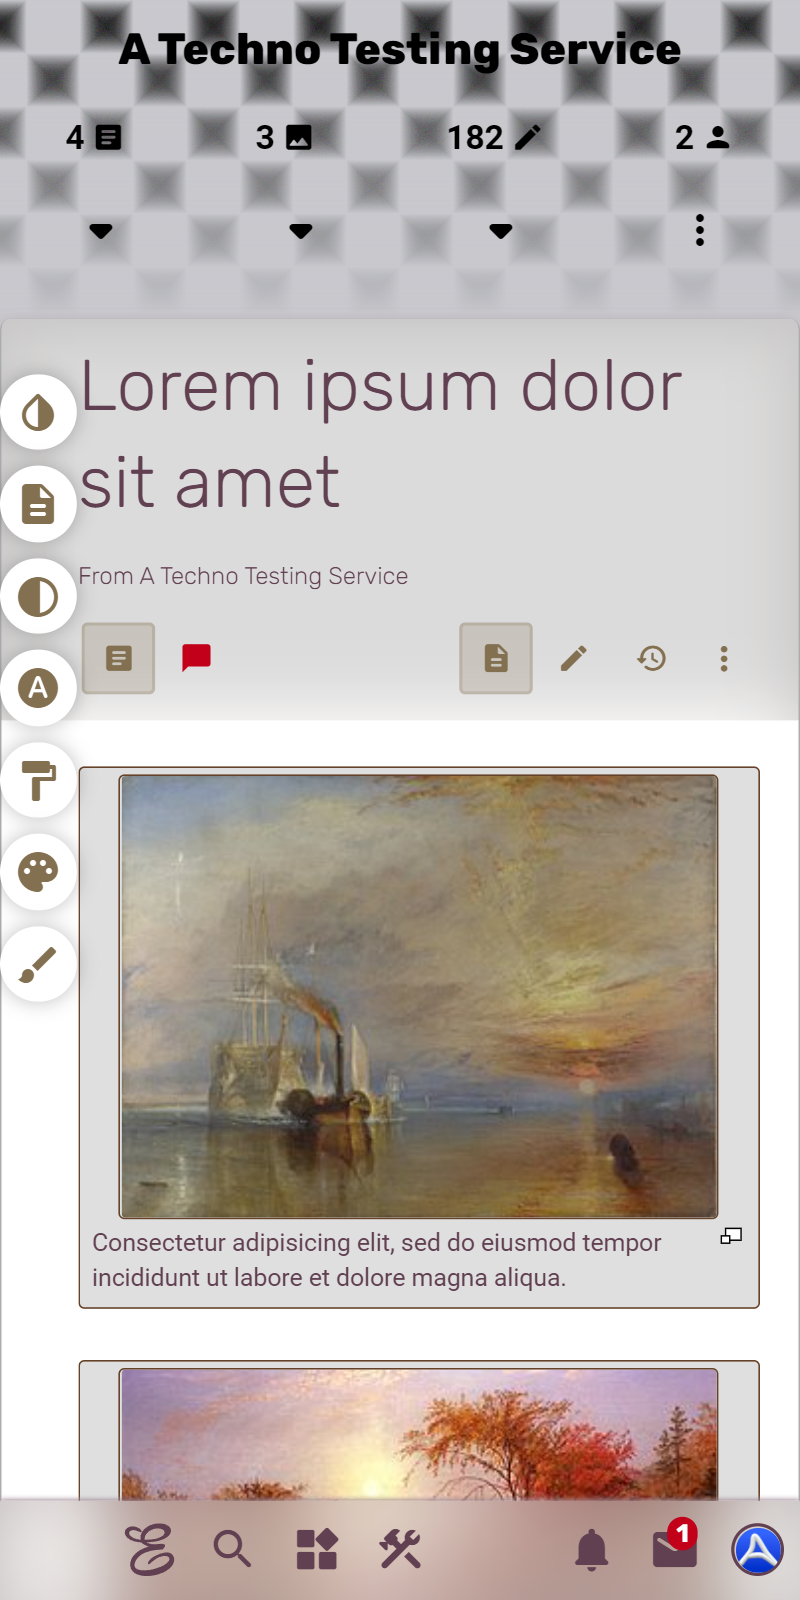 A Techno Testing Service
4
3
182
2
Lorem ipsum dolor
sit amet
From A Techno Testing Service
A
Consectetur adipisicing elit, sed do eiusmod tempor
incididunt ut labore et dolore magna aliqua.
E
1
A